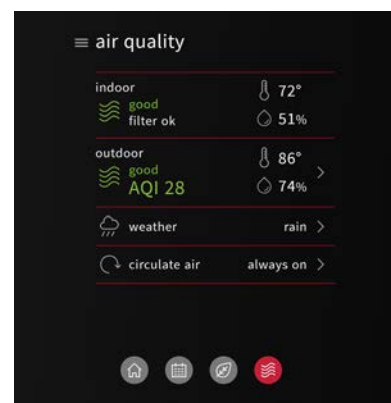 air quality
indoor
good
filter ok
72°
51%
outdoor
good
AQI 28
86°
74%
weather rain
circulate air always on